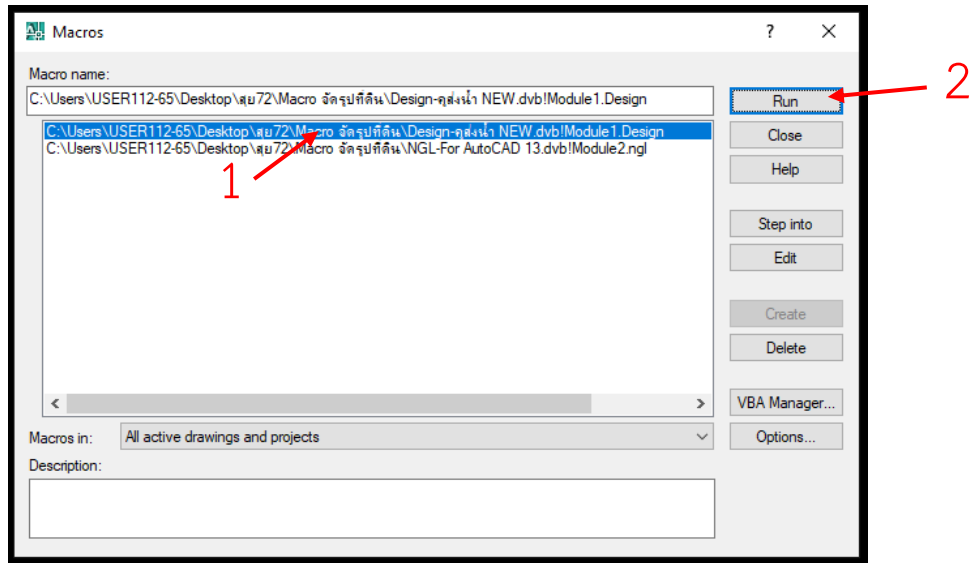 Macros
?
Macro name:
C:\Users\USER112-65\Desktop\สุย72\Macro จัดรูปที่ดิน\Design-คูส่งน้ำ NEW.dvb!Module1.Design
2
Run
C:\Users\USER112-65\Desktop\สุย72\Macro จัดรูปที่ดิน\Design-คูส่งน้ำ NEW.dvb!Module1.Design
Close
C:\Users\USER112-65\Desktop\สุย72\Macro จัดรูปที่ดิน\NGL-For AutoCAD 13.dvb!Module2.ngl
Help
1
Step into
Edit
Create
Delete
VBA Manager...
Macros in:
All active drawings and projects
Options...
Description: